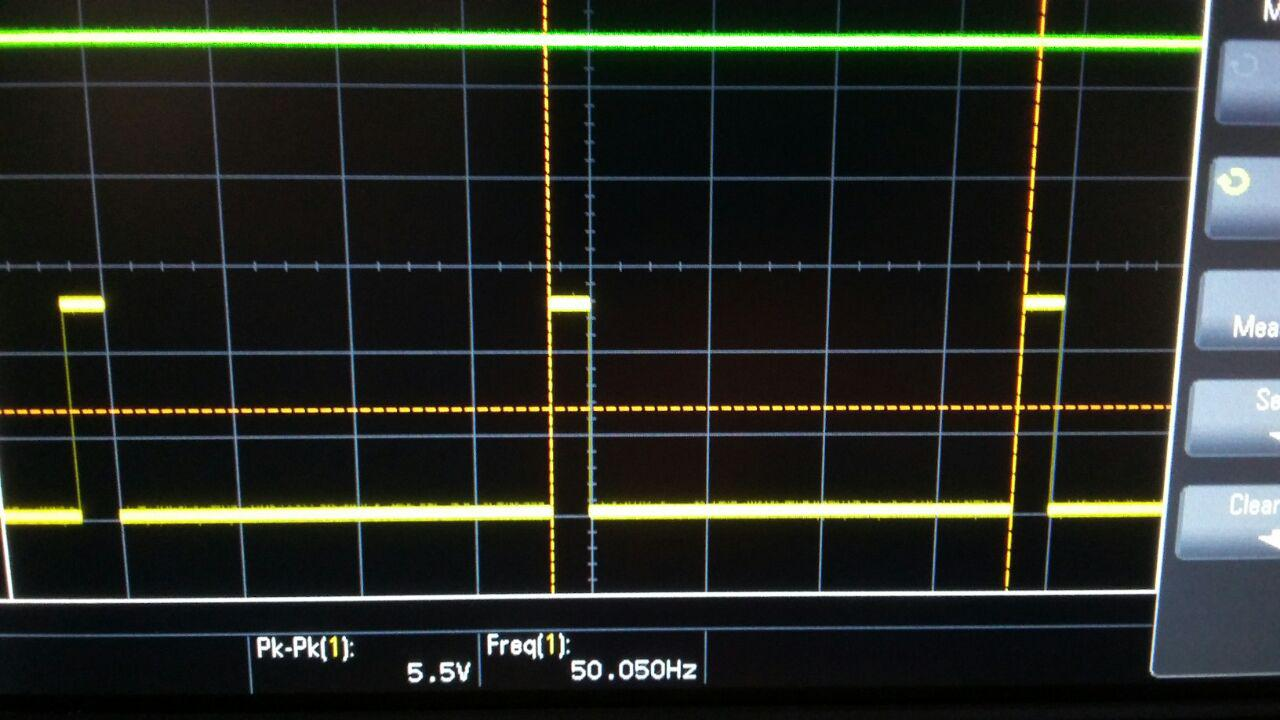 Pk-Pk(1):
5.5V
Freq(1):
50.050Hz
M
Mea
Se
Clear